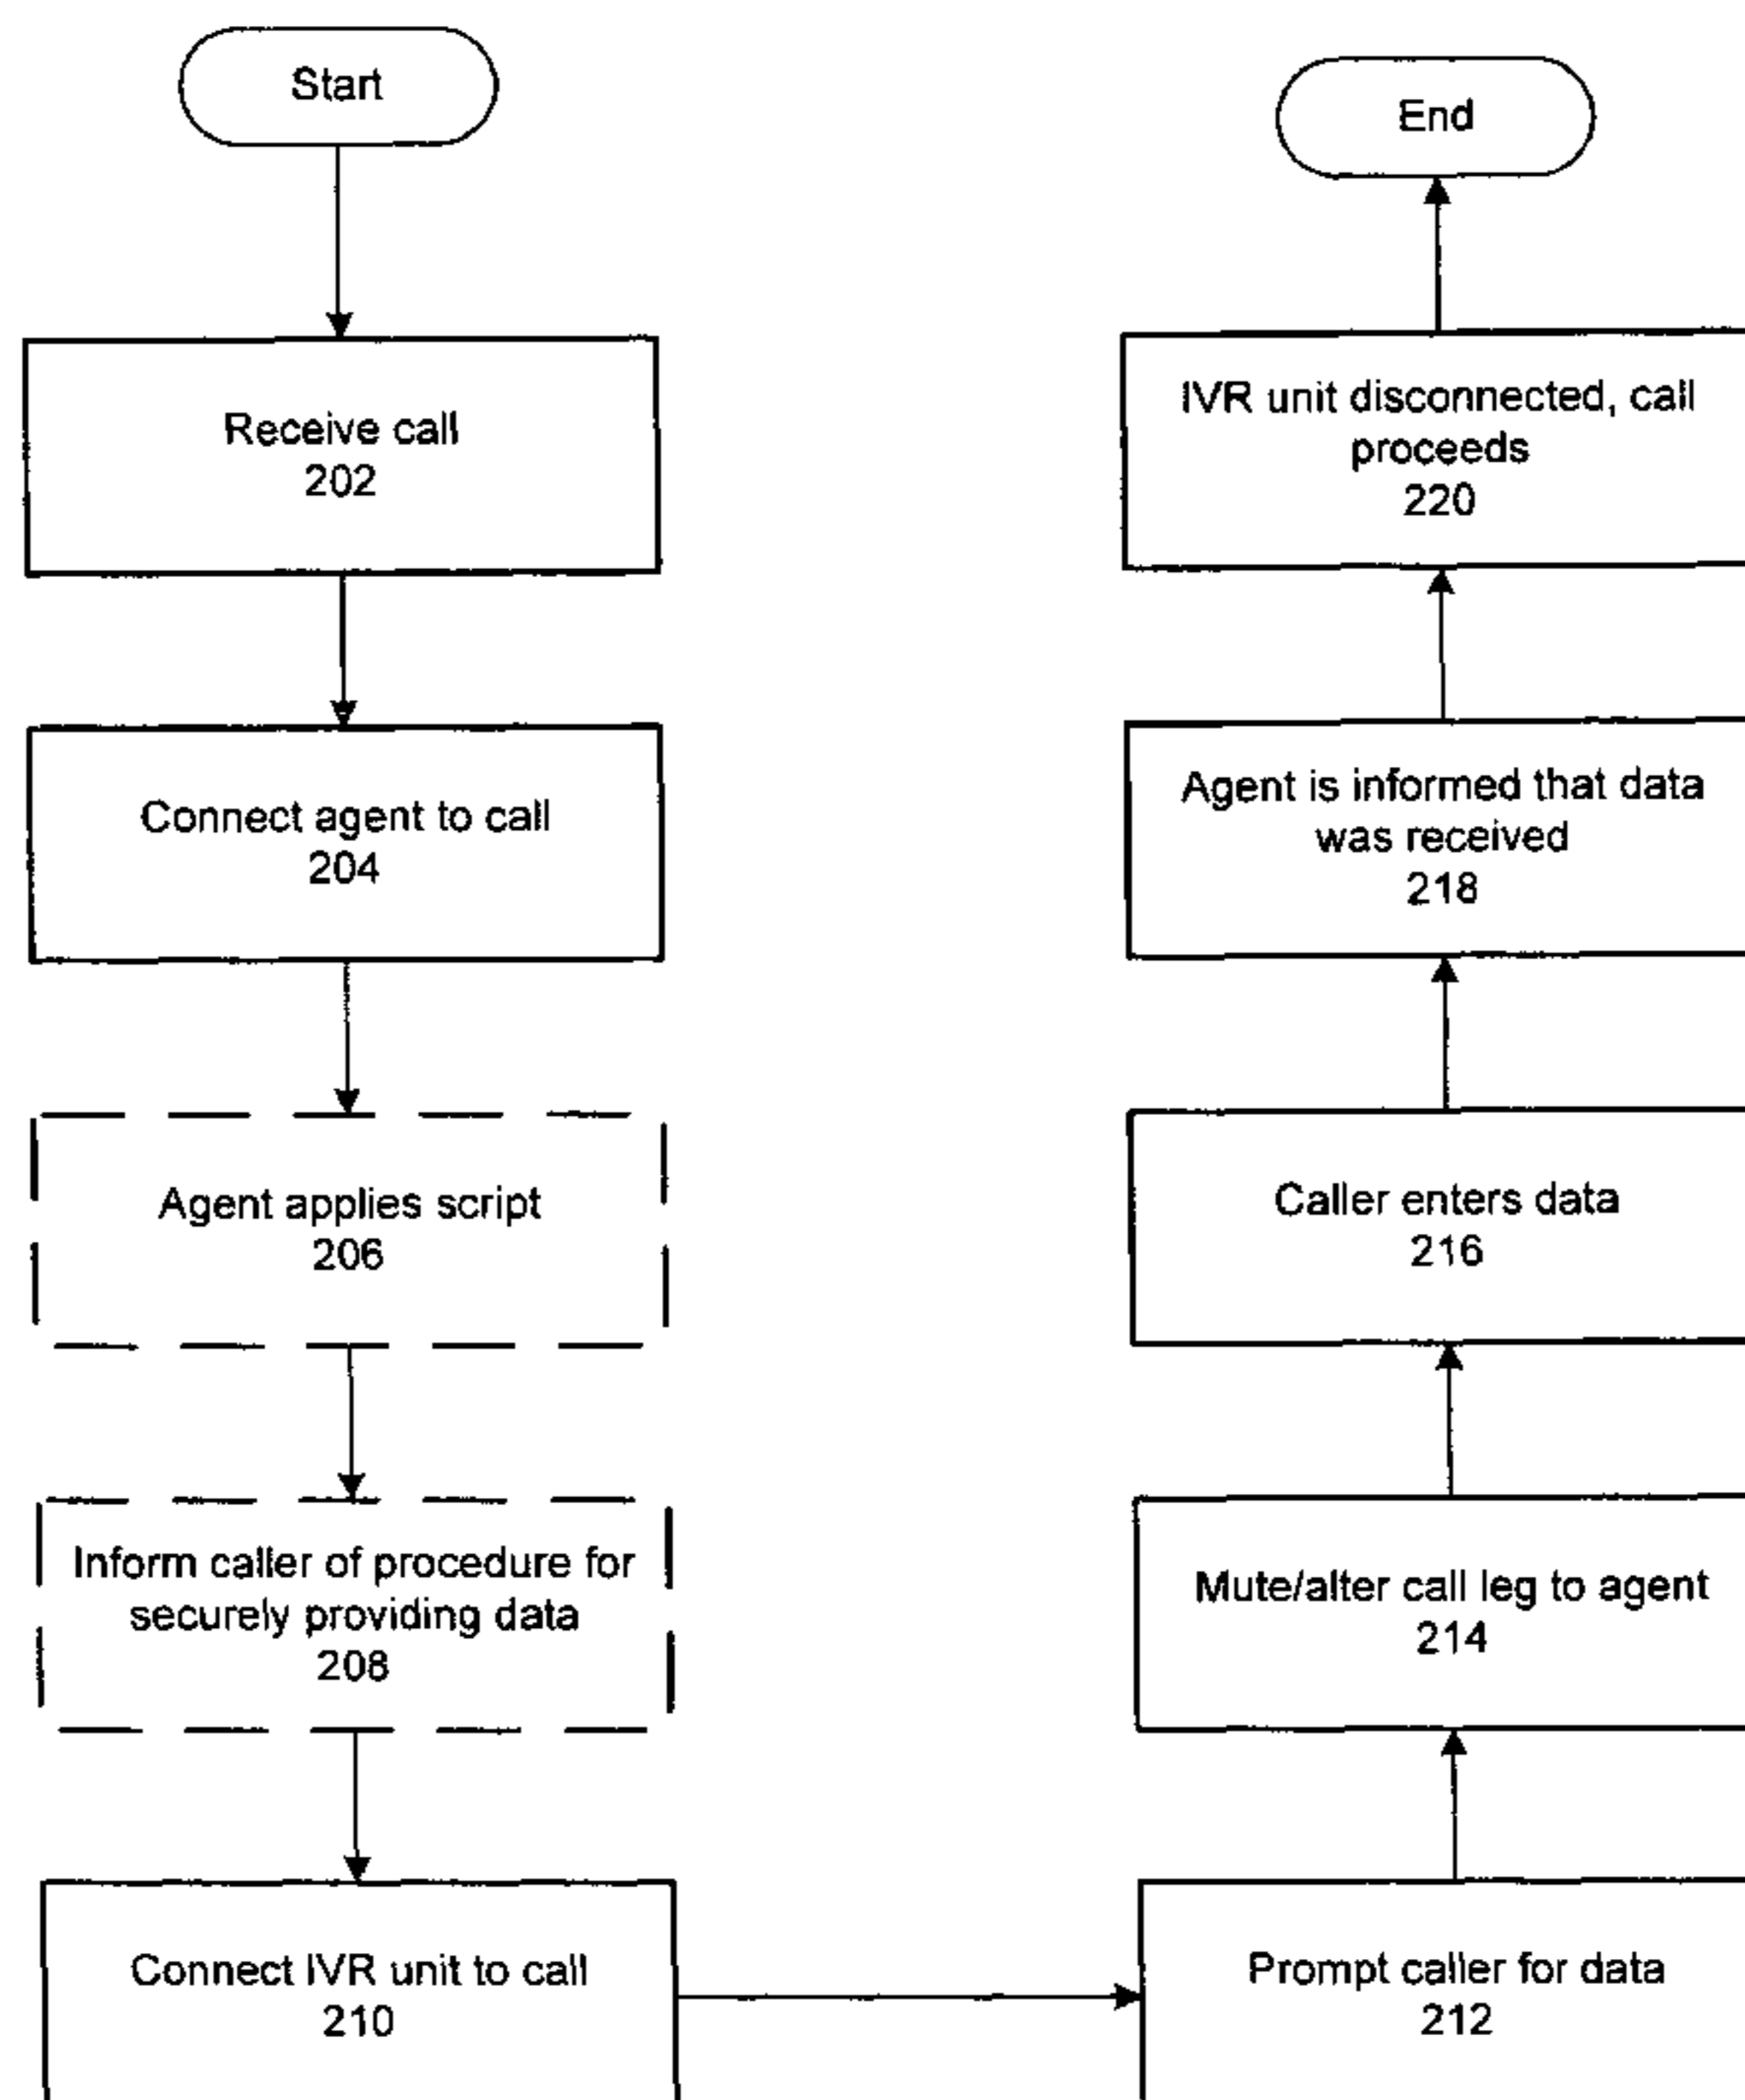 Start
Receive call
202
Connect agent to call
204
Agent applies script
206
Inform caller of procedure for
securely providing data
208
Connect IVR unit to call
210
Prompt caller for data
212
Mute/alter call leg to agent
214
Caller enters data
216
Agent is informed that data
was received
218
IVR unit disconnected, call
proceeds
220
End